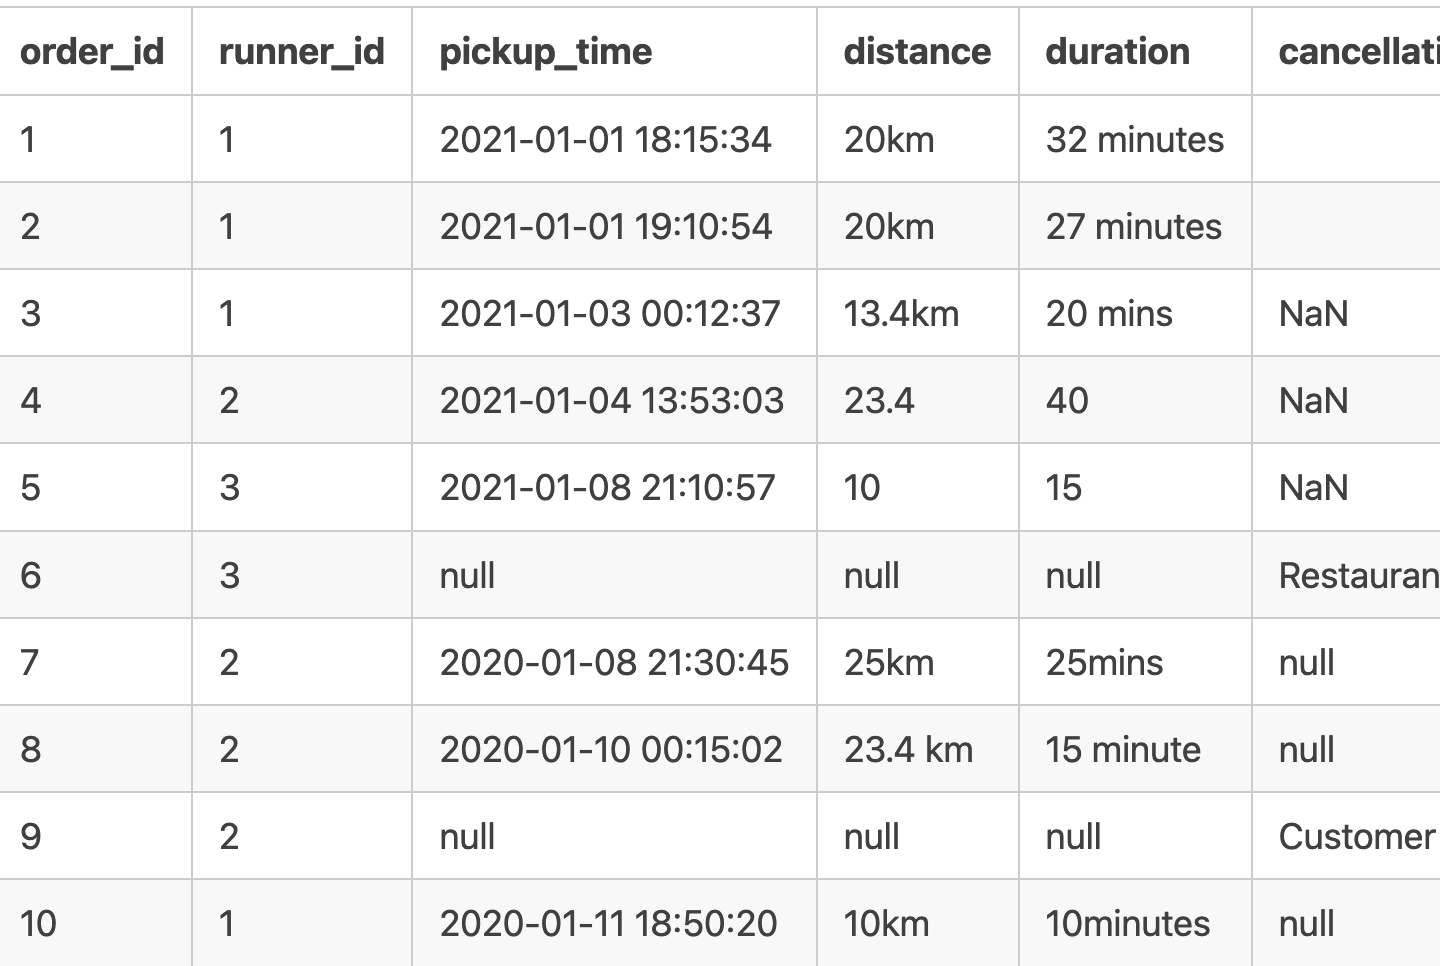 order_id runner_id pickup_time distance duration cancellati
1 1 2021-01-01 18:15:34 20km 32 minutes
2 1 2021-01-01 19:10:54 20km 27 minutes
3 1 2021-01-03 00:12:37 13.4km 20 mins NaN
4 2 2021-01-04 13:53:03 23.4 40 NaN
5 3 2021-01-08 21:10:57 10 15 NaN
6 3 null null null Restauran
7 2 2020-01-08 21:30:45 25km 25mins null
8 2 2020-01-10 00:15:02 23.4 km 15 minute null
9 2 null null null Customer
10 1 2020-01-11 18:50:20 10km 10minutes null